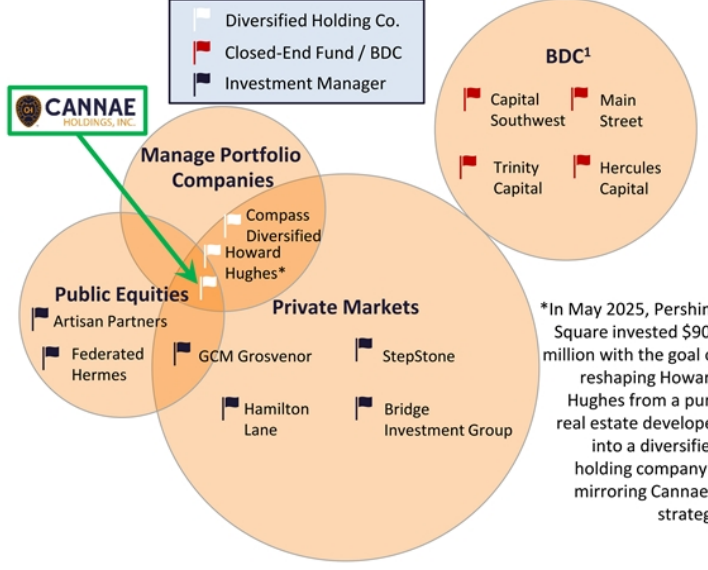 Diversified Holding Co.
Closed-End Fund / BDC
Investment Manager
CANNAE
HOLDINGS, INC.
BDC¹
Capital
Southwest
Main
Street
Trinity
Capital
Hercules
Capital
Manage Portfolio
Companies
Compass
Diversified
Howard
Hughes*
Public Equities
Artisan Partners
Federated
Hermes
Private Markets
GCM Grosvenor
StepStone
Hamilton
Lane
Bridge
Investment Group
*In May 2025, Pershin
Square invested $90
million with the goal o
reshaping Howar
Hughes from a pur
real estate develope
into a diversifie
holding company
mirroring Cannae
strateg